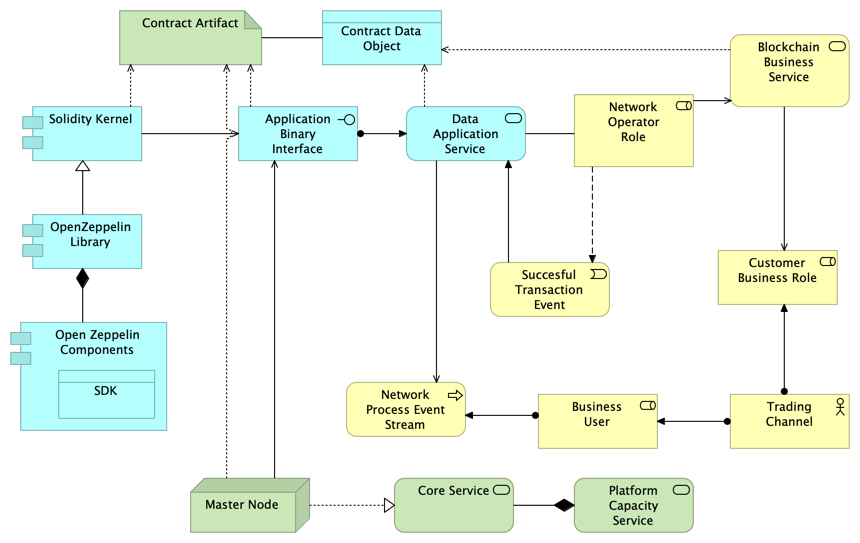 Contract Artifact
Contract Data
Object
Blockchain
Business
Service
Solidity Kernel
Application
Binary
Interface
Data
Application
Service
Network
Operator
Role
OpenZeppelin
Library
Succesful
Transaction
Event
Customer
Business Role
Open Zeppelin
Components
SDK
Network
Process Event
Stream
Business
User
Trading
Channel
Master Node
Core Service
Platform
Capacity
Service